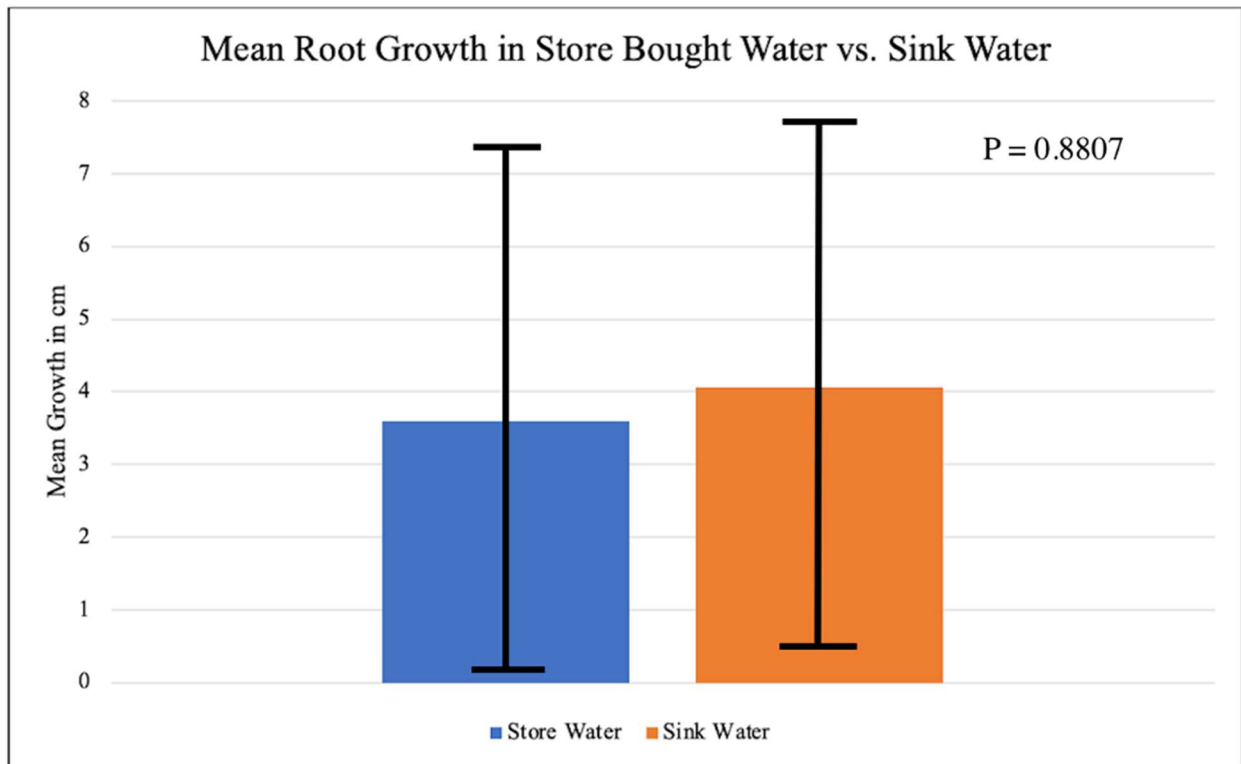 Mean Root Growth in Store Bought Water vs. Sink Water
8
P = 0.8807
7
6
5
4
3
2
1
0
Mean Growth in cm
Store Water Sink Water